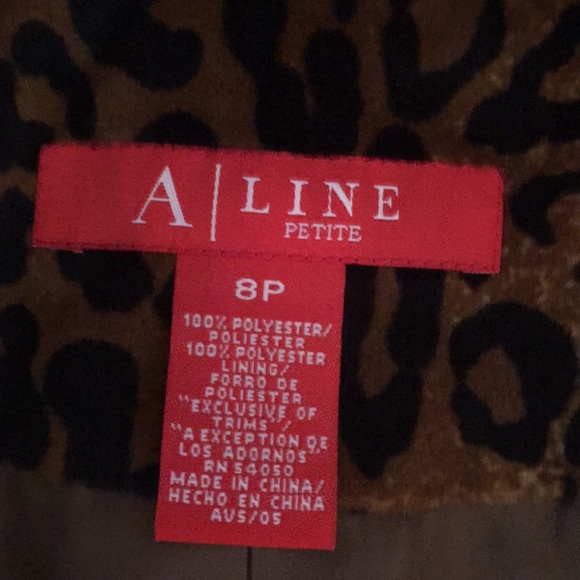 A|LINE
PETITE
8P
100% POLYESTER/
POLIESTER
100% POLYESTER
LINING/
FORRO DE
POLIESTER
"EXCLUSIVE OF
TRIMS"/
"A EXCEPTION DE
LOS ADORNOS"
RN 54050
MADE IN CHINA/
HECHO EN CHINA
AUS/05